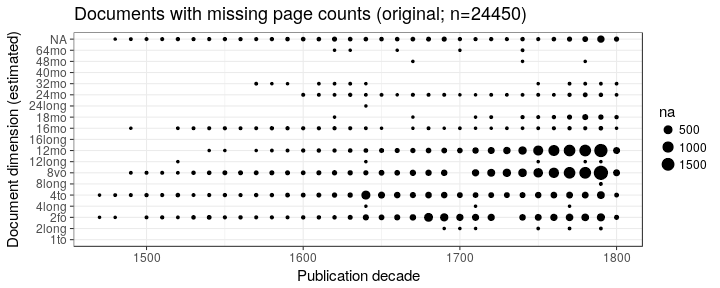 Documents with missing page counts (original; n=24450)
Document dimension (estimated)
NA
64mo
48mo
40mo
32mo
24mo
24long
18mo
16mo
16long
12mo
12long
8vo
8long
4to
4long
2fo
2long
1to
1500
1600
1700
1800
Publication decade
na
500
1000
1500